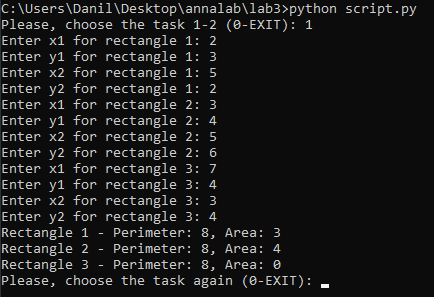 C:\Users\Danil\Desktop\annalab\lab3>python script.py
Please, choose the task 1-2 (0-EXIT): 1
Enter x1 for rectangle 1: 2
Enter y1 for rectangle 1: 3
Enter x2 for rectangle 1: 5
Enter y2 for rectangle 1: 2
Enter x1 for rectangle 2: 3
Enter y1 for rectangle 2: 4
Enter x2 for rectangle 2: 5
Enter y2 for rectangle 2: 6
Enter x1 for rectangle 3: 7
Enter y1 for rectangle 3: 4
Enter x2 for rectangle 3: 3
Enter y2 for rectangle 3: 4
Rectangle 1 - Perimeter: 8, Area: 3
Rectangle 2 - Perimeter: 8, Area: 4
Rectangle 3 - Perimeter: 8, Area: 0
Please, choose the task again (0-EXIT):